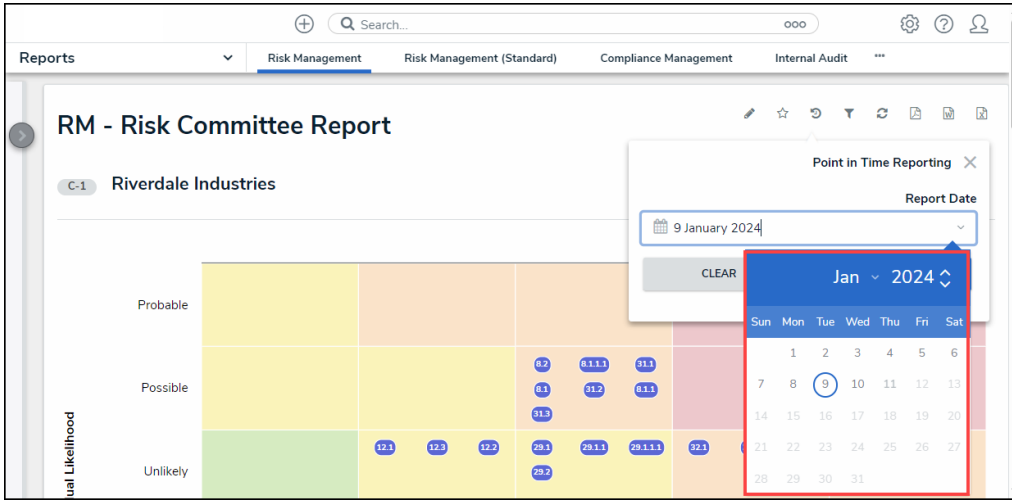 Search...
Reports
Risk Management
Risk Management (Standard)
Compliance Management
Internal Audit
RM - Risk Committee Report
C-1 Riverdale Industries
Point in Time Reporting
Report Date
9 January 2024
CLEAR
Jan 2024
Sun Mon Tue Wed Thu Fri Sat
1 2 3 4 5 6
7 8 9 10 11 12 13
14 15 16 17 18 19 20
21 22 23 24 25 26 27
28 29 30 31
Probable
Possible
8.2 8.1.1.1 31.1
8.1 31.2 8.1.1
31.3
Unlikely
12.1 12.3 12.2 29.1 29.1.1 29.1.1.1 32.1
29.2
Likelihood